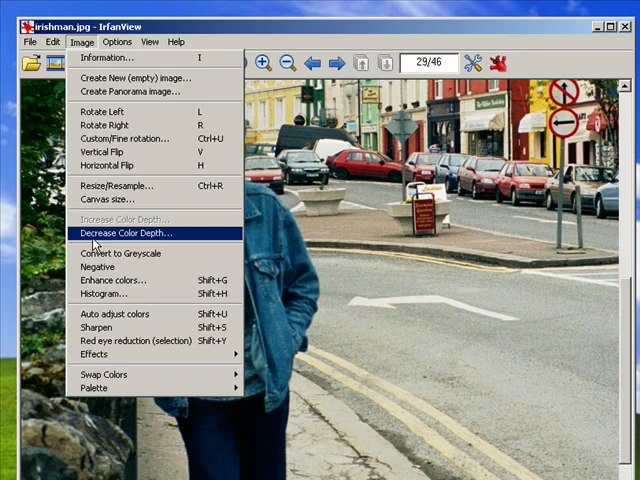 irishman.jpg - IrfanView
File Edit Image Options View Help
29/46
Information... I
Create New (empty) image...
Create Panorama image...
Rotate Left L
Rotate Right R
Custom/Fine rotation... Ctrl+U
Vertical Flip V
Horizontal Flip H
Resize/Resample... Ctrl+R
Canvas size...
Increase Color Depth...
Decrease Color Depth...
Convert to Greyscale
Negative
Enhance colors... Shift+G
Histogram... Shift+H
Auto adjust colors Shift+U
Sharpen Shift+S
Red eye reduction (selection) Shift+Y
Effects
Swap Colors
Palette